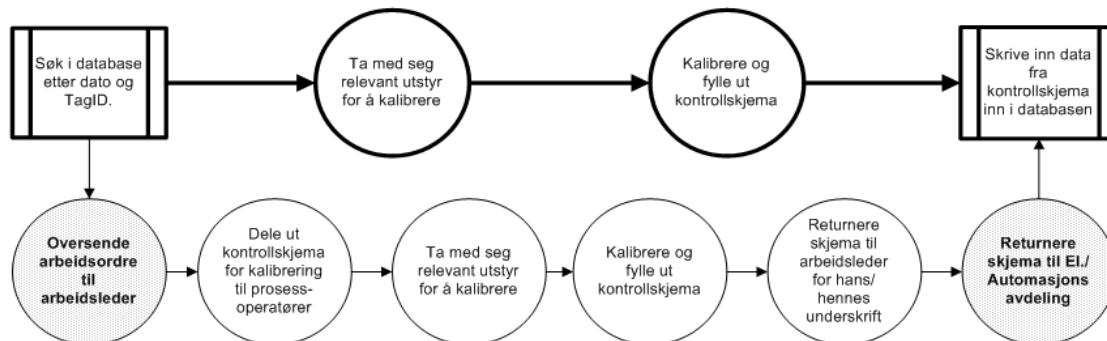 Søk i database
etter dato og
TagID.
Ta med seg
relevant utstyr
for å kalibrere
Kalibrere og
fylle ut
kontrollskjema
Skrive inn data
fra
kontrollskjema
inn i databasen
Oversende
arbeidsordre
til
arbeidsleder
Dele ut
kontrollskjema
for kalibrering
til prosess-
operatører
Ta med seg
relevant utstyr
for å kalibrere
Kalibrere og
fylle ut
kontrollskjema
Returnere
skjema til
arbeidsleder
for hans/
hennes
underskrift
Returnere
skjema til El./
Automasjons
avdeling